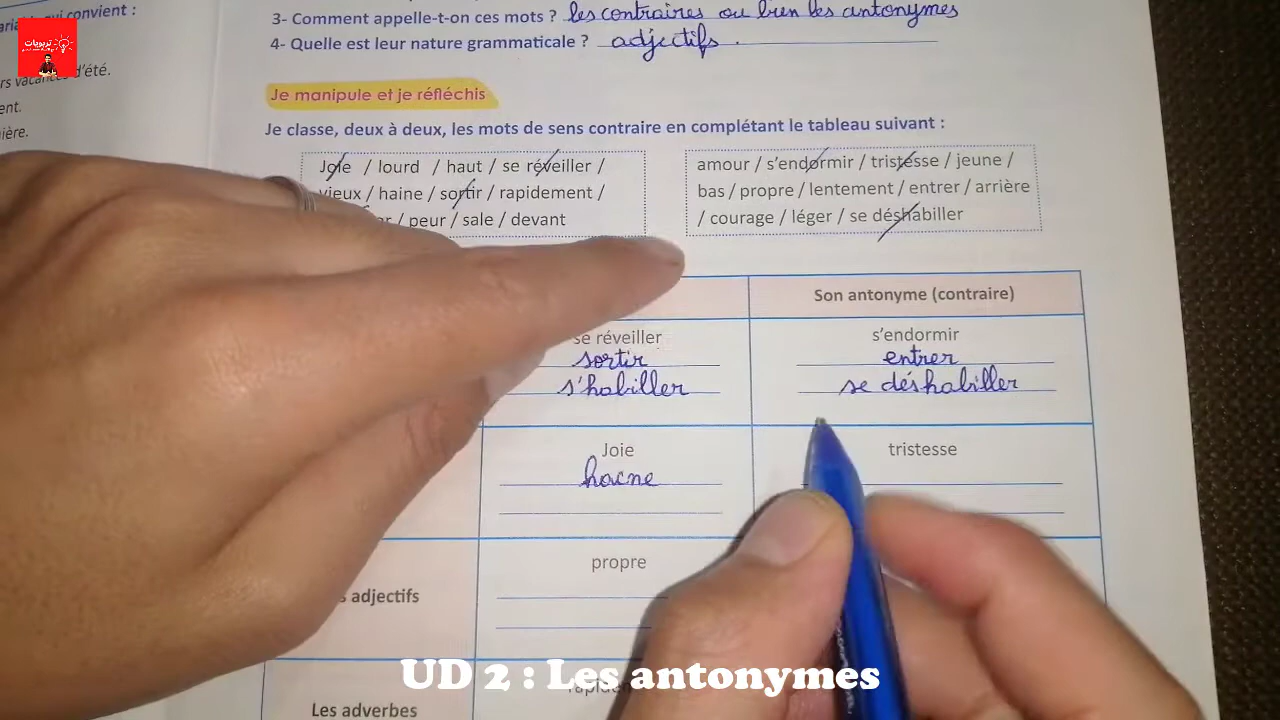 qui convient :
d'été.
ent.
ière.
تربويات
3- Comment appelle-t-on ces mots ? les contraires ou bien les antonymes
4- Quelle est leur nature grammaticale ? adjectifs .
Je manipule et je réfléchis
Je classe, deux à deux, les mots de sens contraire en complétant le tableau suivant :
Joie / lourd / haut / se réveiller /
vieux / haine / sortir / rapidement /
/ peur / sale / devant
amour / s'endormir / tristesse / jeune /
bas / propre / lentement / entrer / arrière
/ courage / léger / se déshabiller
Son antonyme (contraire)
se réveiller
sortir
s'habiller
s'endormir
entrer
se déshabiller
Joie
hacne
tristesse
adjectifs
propre
Les adverbes
UD 2 : Les antonymes